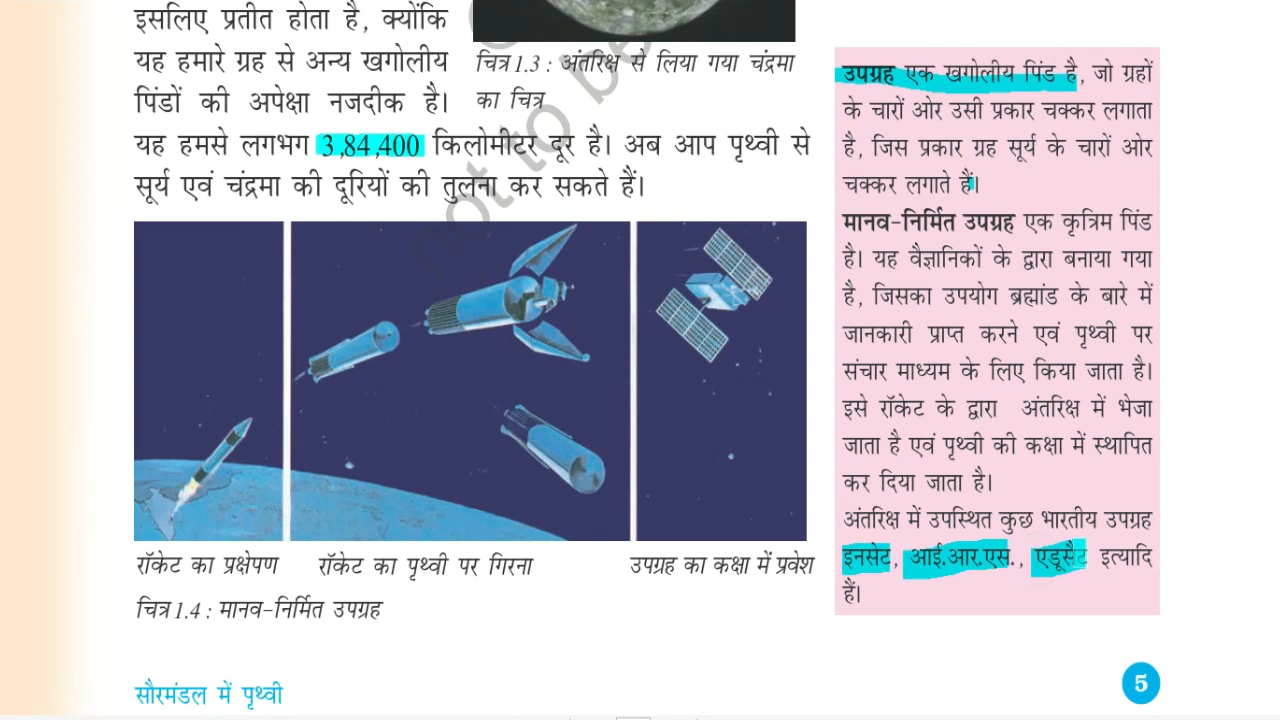 इसलिए प्रतीत होता है, क्योंकि
यह हमारे ग्रह से अन्य खगोलीय
पिंडों की अपेक्षा नजदीक है।
चित्र 1.3 : अंतरिक्ष से लिया गया चंद्रमा
का चित्र
यह हमसे लगभग 3,84,400 किलोमीटर दूर है। अब आप पृथ्वी से
सूर्य एवं चंद्रमा की दूरियों की तुलना कर सकते हैं।
not to be
रॉकेट का प्रक्षेपण
रॉकेट का पृथ्वी पर गिरना
उपग्रह का कक्षा में प्रवेश
चित्र 1.4 : मानव-निर्मित उपग्रह
उपग्रह एक खगोलीय पिंड है, जो ग्रहों
के चारों ओर उसी प्रकार चक्कर लगाता
है, जिस प्रकार ग्रह सूर्य के चारों ओर
चक्कर लगाते हैं।
मानव-निर्मित उपग्रह एक कृत्रिम पिंड
है। यह वैज्ञानिकों के द्वारा बनाया गया
है, जिसका उपयोग ब्रह्मांड के बारे में
जानकारी प्राप्त करने एवं पृथ्वी पर
संचार माध्यम के लिए किया जाता है।
इसे रॉकेट के द्वारा अंतरिक्ष में भेजा
जाता है एवं पृथ्वी की कक्षा में स्थापित
कर दिया जाता है।
अंतरिक्ष में उपस्थित कुछ भारतीय उपग्रह
इनसेट, आई.आर.एस., एडूसैट इत्यादि
हैं।
सौरमंडल में पृथ्वी
5